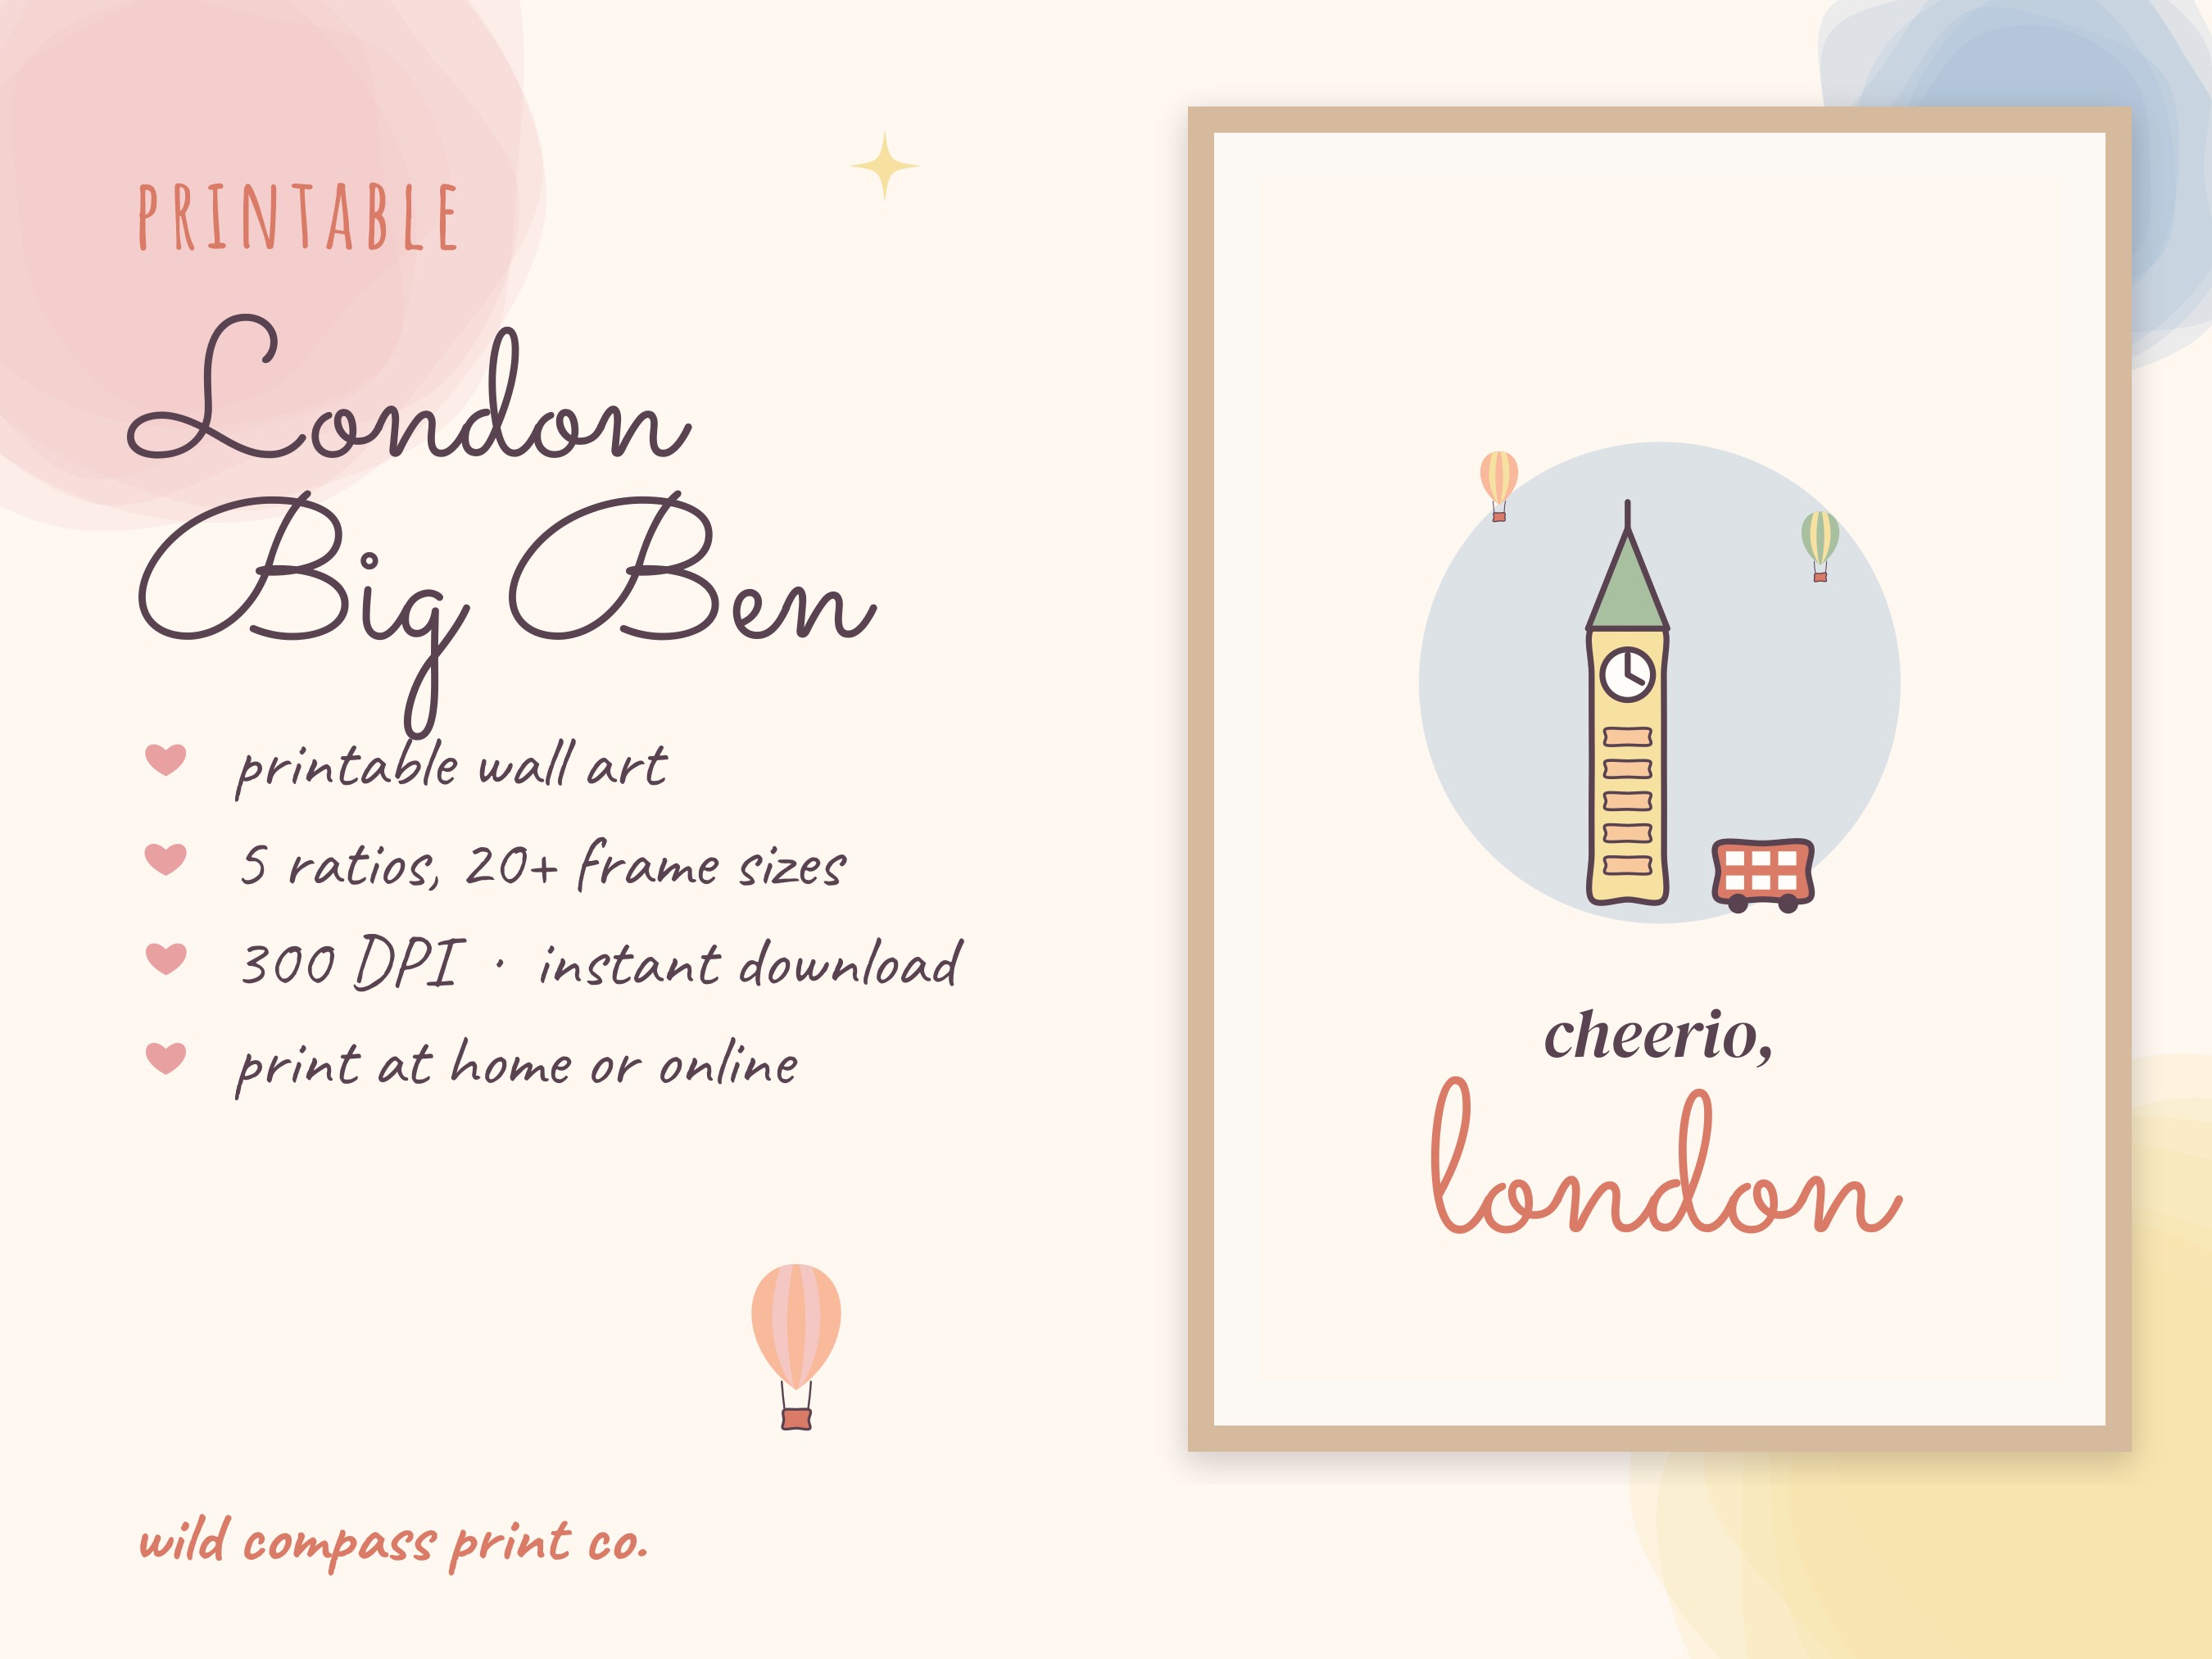 PRINTABLE
London
Big Ben
printable wall art
5 ratios, 20+ frame sizes
300 DPI · instant download
print at home or online
wild compass print co.
cheerio,
london